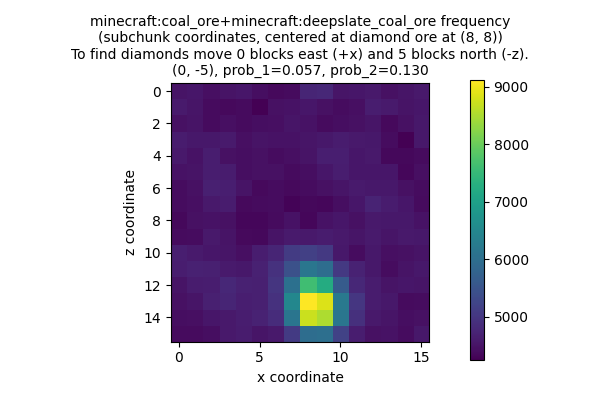 minecraft:coal_ore+minecraft:deepslate_coal_ore frequency
(subchunk coordinates, centered at diamond ore at (8, 8))
To find diamonds move 0 blocks east (+x) and 5 blocks north (-z).
(0, -5), prob_1=0.057, prob_2=0.130
0
2
4
6
8
10
12
14
z coordinate
0
5
10
15
x coordinate
9000
8000
7000
6000
5000